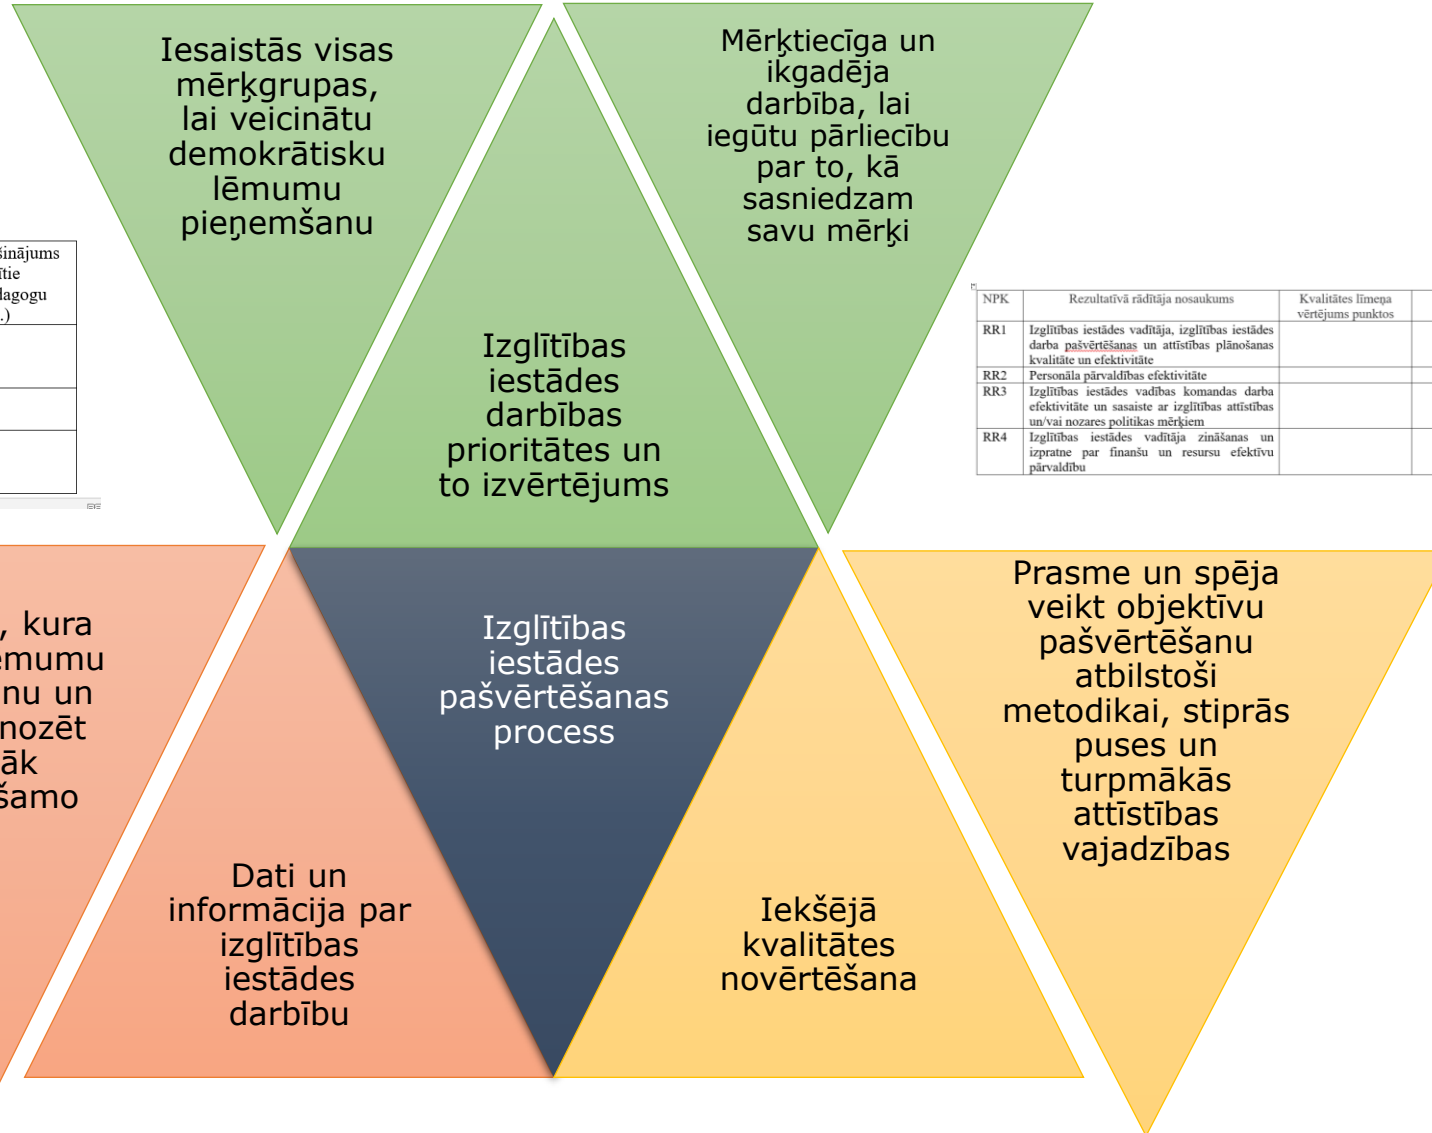 Iesaistās visas
mērķgrupas,
lai veicinātu
demokrātisku
lēmumu
pieņemšanu
Mērķtiecīga un
ikgadēja
darbība, lai
iegūtu pārliecību
par to, kā
sasniedzam
savu mērķi
Izglītības
iestādes
darbības
prioritātes un
to izvērtējums
NPK Rezultatīvā rādītāja nosaukums Kvalitātes līmeņa
vērtējums punktos
RR1 Izglītības iestādes vadītāja, izglītības iestādes
darba pašvērtēšanas un attīstības plānošanas
kvalitāte un efektivitāte
RR2 Personāla pārvaldības efektivitāte
RR3 Izglītības iestādes vadības komandas darba
efektivitāte un sasaiste ar izglītības attīstības
un/vai nozares politikas mērķiem
RR4 Izglītības iestādes vadītāja zināšanas un
izpratne par finanšu un resursu efektīvu
pārvaldību
, kura
un
Izglītības
iestādes
pašvērtēšanas
process
Prasme un spēja
veikt objektīvu
pašvērtēšanu
atbilstoši
metodikai, stiprās
puses un
turpmākās
attīstības
vajadzības
Dati un
informācija par
izglītības
iestādes
darbību
Iekšējā
kvalitātes
novērtēšana